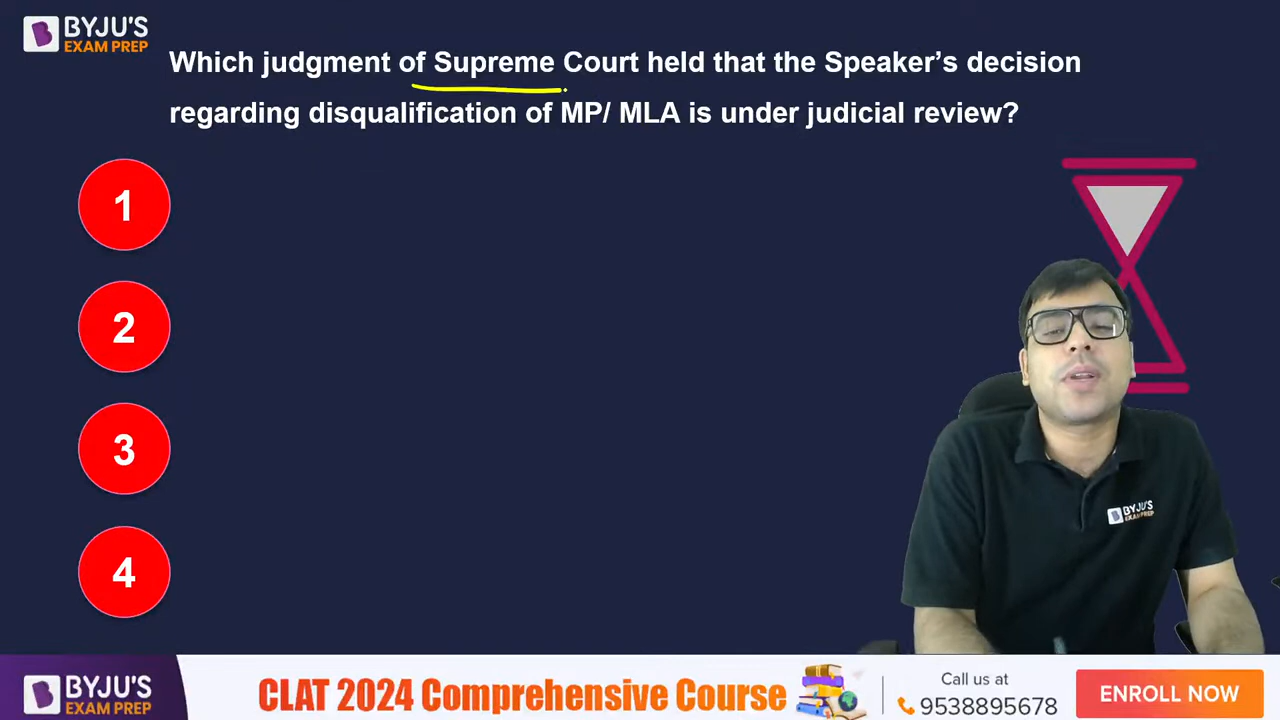 BYJU'S
EXAM PREP
Which judgment of Supreme Court held that the Speaker’s decision
regarding disqualification of MP/ MLA is under judicial review?
1
2
3
4
BYJU'S
EXAM PREP
BYJU'S
EXAM PREP
CLAT 2024 Comprehensive Course
Call us at
9538895678
ENROLL NOW